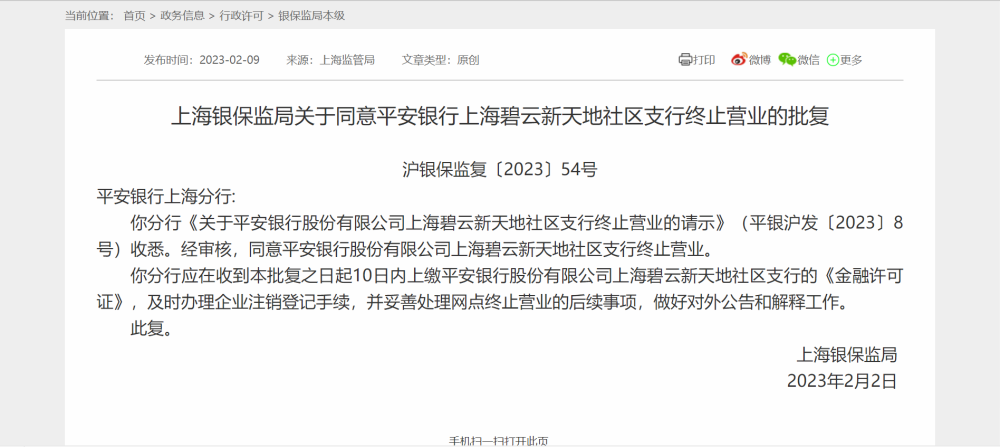 当前位置： 首页 > 政务信息 > 行政许可 > 银保监局本级
发布时间：2023-02-09 来源：上海监管局 文章类型：原创 打印 微博 微信 更多
上海银保监局关于同意平安银行上海碧云新天地社区支行终止营业的批复
沪银保监复〔2023〕54号
平安银行上海分行:
你分行《关于平安银行股份有限公司上海碧云新天地社区支行终止营业的请示》（平银沪发〔2023〕8
号）收悉。经审核，同意平安银行股份有限公司上海碧云新天地社区支行终止营业。
你分行应在收到本批复之日起10日内上缴平安银行股份有限公司上海碧云新天地社区支行的《金融许可
证》，及时办理企业注销登记手续，并妥善处理网点终止营业的后续事项，做好对外公告和解释工作。
此复。
上海银保监局
2023年2月2日
手机扫一扫打开此页